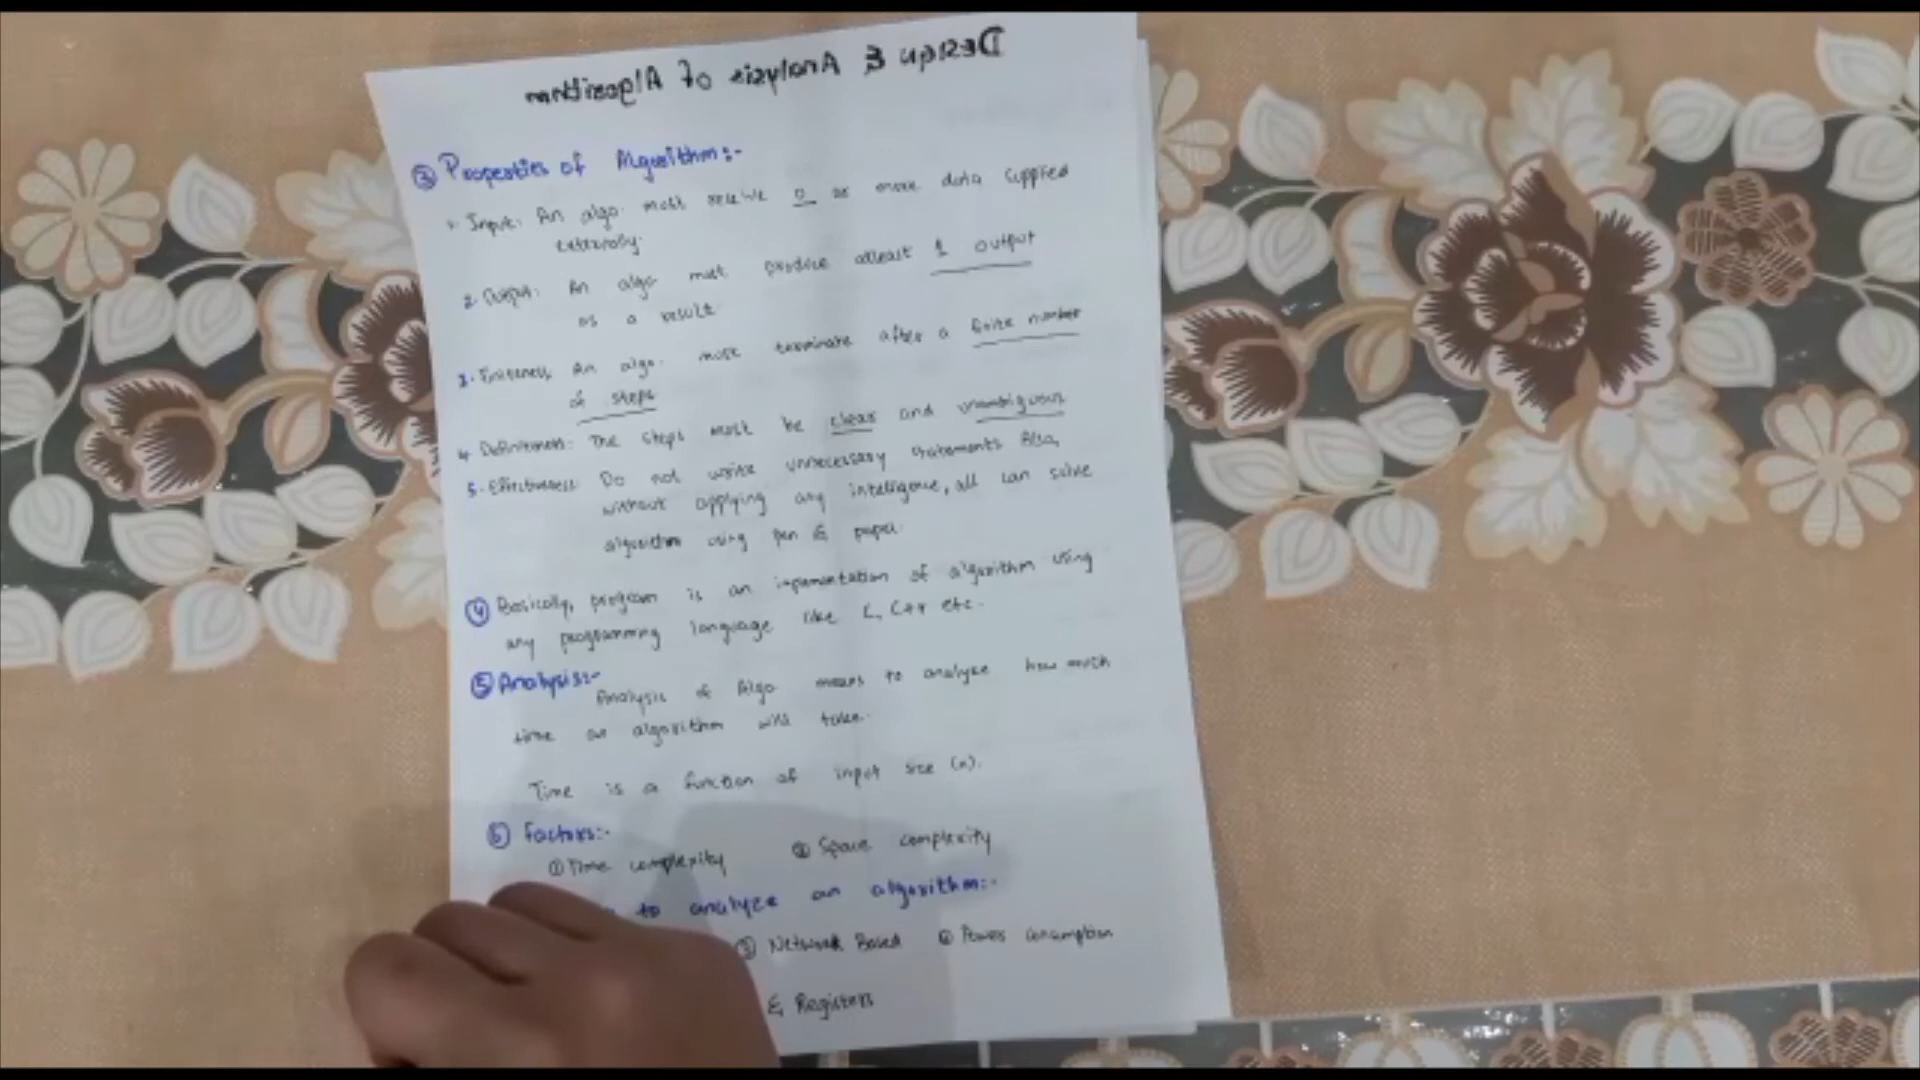 Design & Analysis of Algorithm
③ Properties of Algorithm:-
1. Input: An algo. must receive 0 or more data supplied
externally.
2. Output: An algo must produce atleast 1 output
as a result.
3. Finiteness An algo. must terminate after a finite number
of steps
4. Definiteness: The steps must be clear and unambiguous
5. Effectiveness Do not write unnecessary statements Also,
without applying any intelligence, all can solve
algorithm using pen & paper.
④ Basically, program is an impementation of algorithm using
any programming language like C, C++ etc.
⑤ Analysis:-
Analysis of Algo means to analyze how much
time an algorithm will take.
Time is a function of input size (n).
⑥ Factors:-
① Time complexity ② Space complexity
to analyze an algorithm:-
③ Network Based ④ Power consumption
& Registers